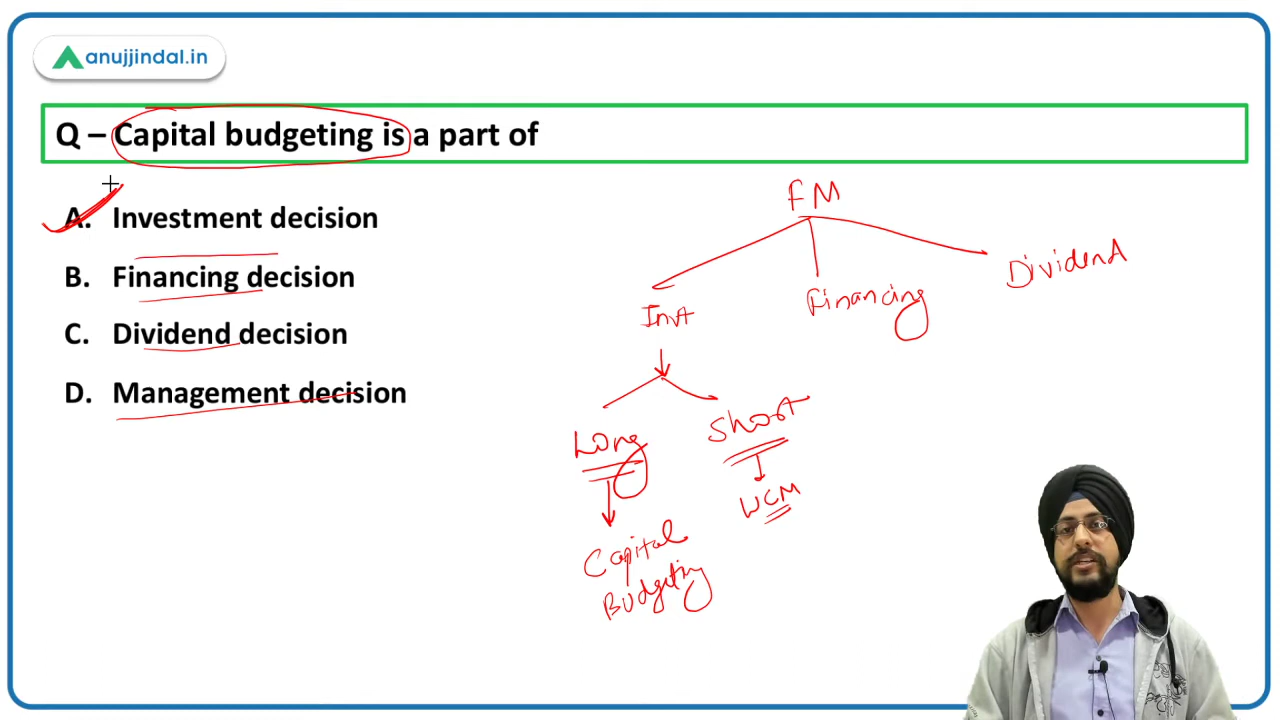 anujjindal.in
Q – Capital budgeting is a part of
A. Investment decision
B. Financing decision
C. Dividend decision
D. Management decision
FM
Inv
Financing
Dividend
Long
Short
WCM
Capital
Budgeting